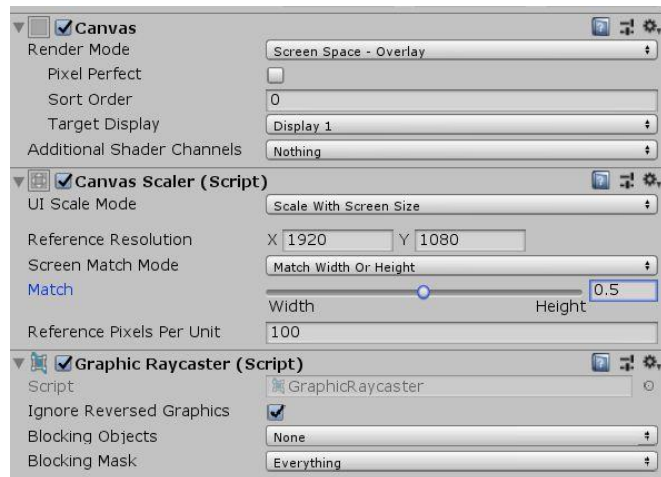 Canvas
Render Mode Screen Space - Overlay
Pixel Perfect
Sort Order 0
Target Display Display 1
Additional Shader Channels Nothing
Canvas Scaler (Script)
UI Scale Mode Scale With Screen Size
Reference Resolution X 1920 Y 1080
Screen Match Mode Match Width Or Height
Match 0.5
Width Height
Reference Pixels Per Unit 100
Graphic Raycaster (Script)
Script GraphicRaycaster
Ignore Reversed Graphics
Blocking Objects None
Blocking Mask Everything